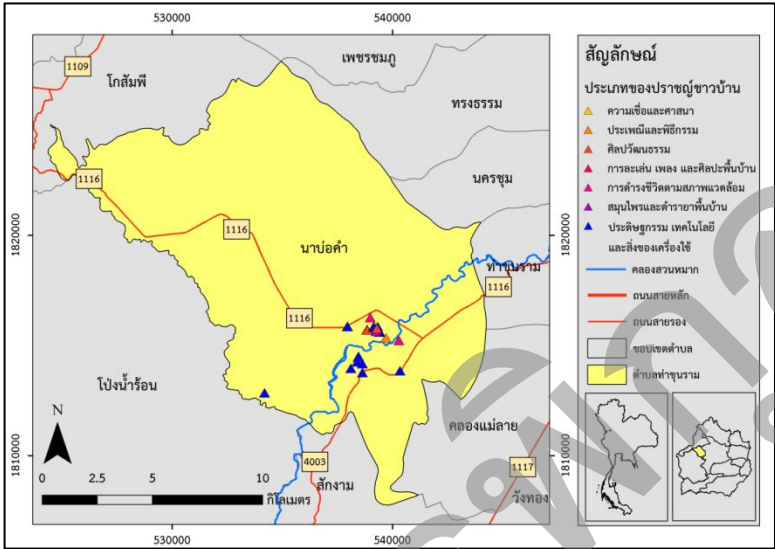 530000
540000
เพชรชมภู
1109
โกสัมพี
ทรงธรรม
นครชุม
1116
1820000
1820000
1116
นาบ่อคำ
ท่าขุนราม
1116
1116
โป่งน้ำร้อน
คลองแม่ลาย
N
1810000
1810000
4003
1117
สักงาม
วังทอง
0
2.5
5
10
กิโลเมตร
530000
540000
สัญลักษณ์
ประเภทของปราชญ์ชาวบ้าน
ความเชื่อและศาสนา
ประเพณีและพิธีกรรม
ศิลปวัฒนธรรม
การละเล่น เพลง และศิลปะพื้นบ้าน
การดำรงชีวิตตามสภาพแวดล้อม
สมุนไพรและตำรายาพื้นบ้าน
ประดิษฐกรรม เทคโนโลยี
และสิ่งของเครื่องใช้
คลองสวนหมาก
ถนนสายหลัก
ถนนสายรอง
ขอบเขตตำบล
ตำบลท่าขุนราม